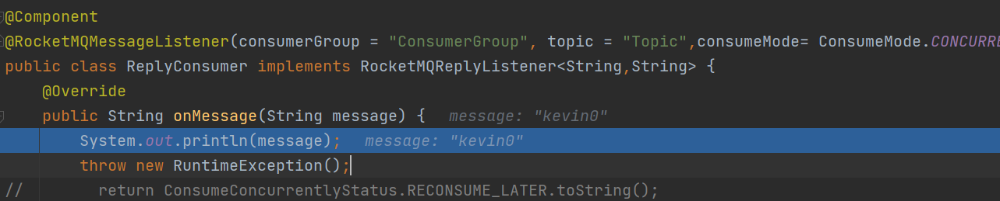 @Component
@RocketMQMessageListener(consumerGroup = "ConsumerGroup", topic = "Topic",consumeMode= ConsumeMode.CONCURRE
public class ReplyConsumer implements RocketMQReplyListener<String,String> {
@Override
public String onMessage(String message) { message: "kevin0"
System.out.println(message); message: "kevin0"
throw new RuntimeException();
// return ConsumeConcurrentlyStatus.RECONSUME_LATER.toString();